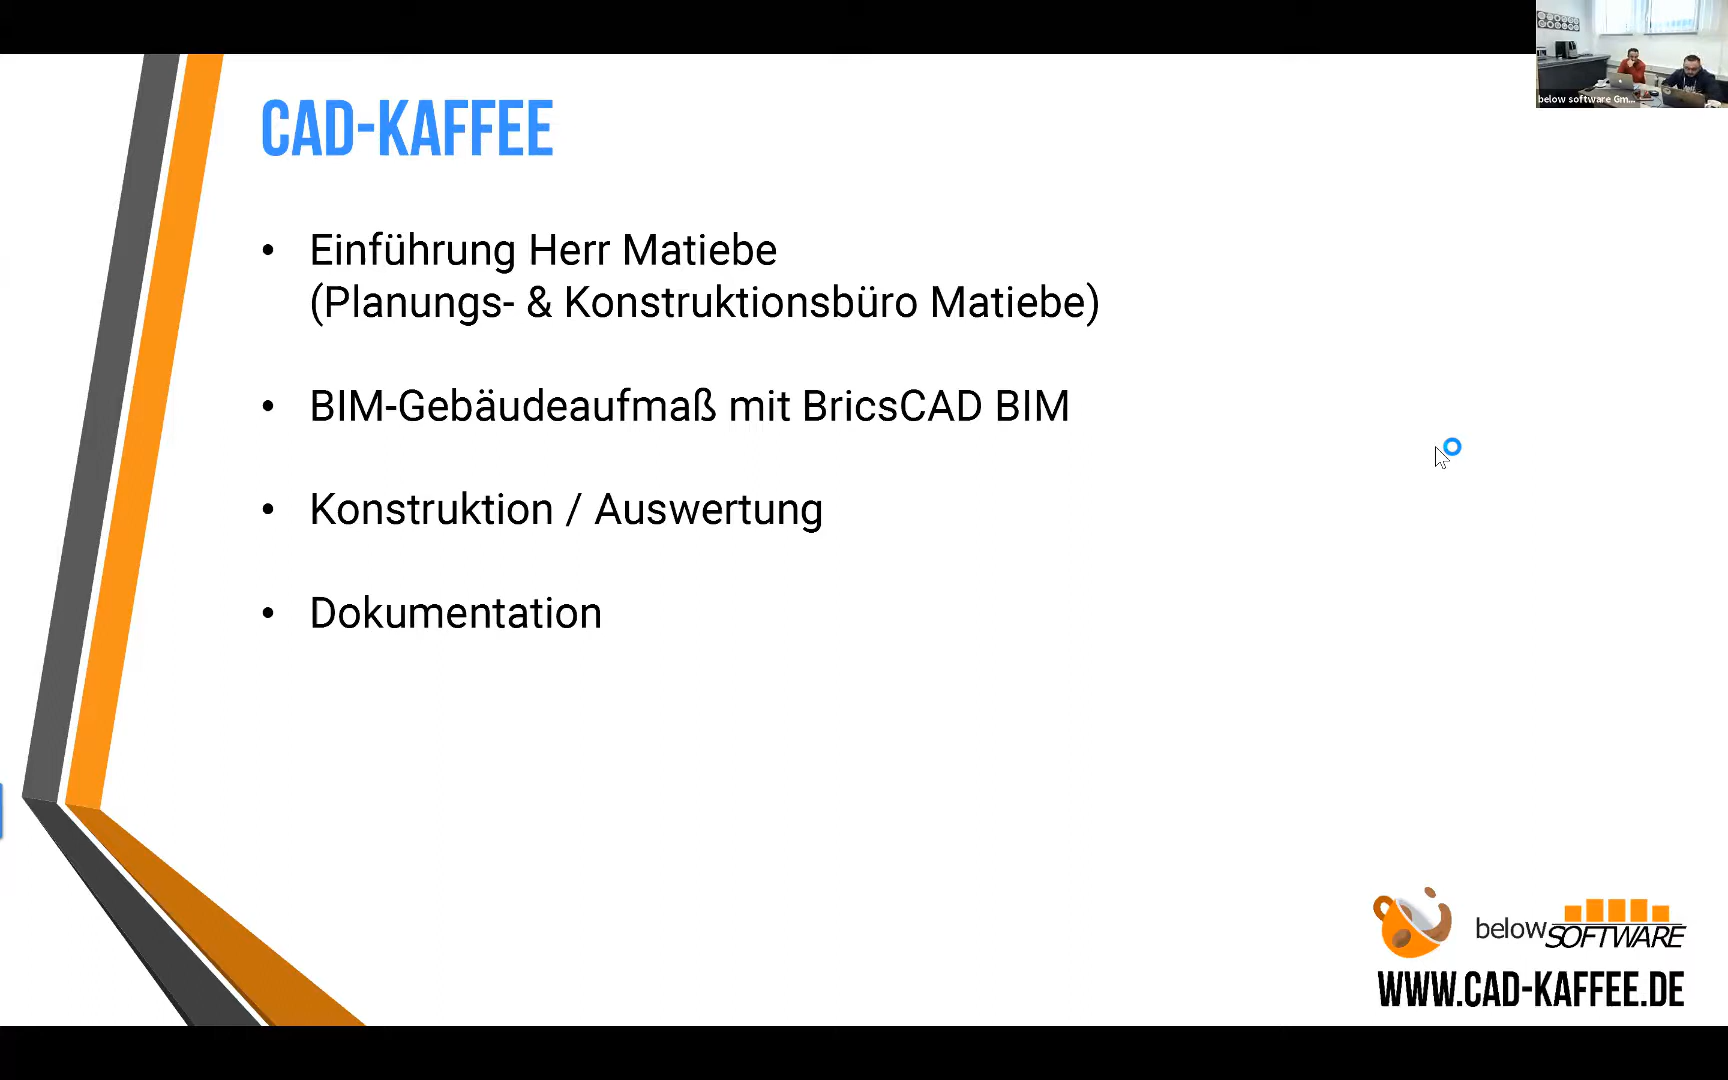 below software Gm...
CAD-KAFFEE
• Einführung Herr Matiebe
(Planungs- & Konstruktionsbüro Matiebe)
• BIM-Gebäudeaufmaß mit BricsCAD BIM
• Konstruktion / Auswertung
• Dokumentation
below SOFTWARE
WWW.CAD-KAFFEE.DE